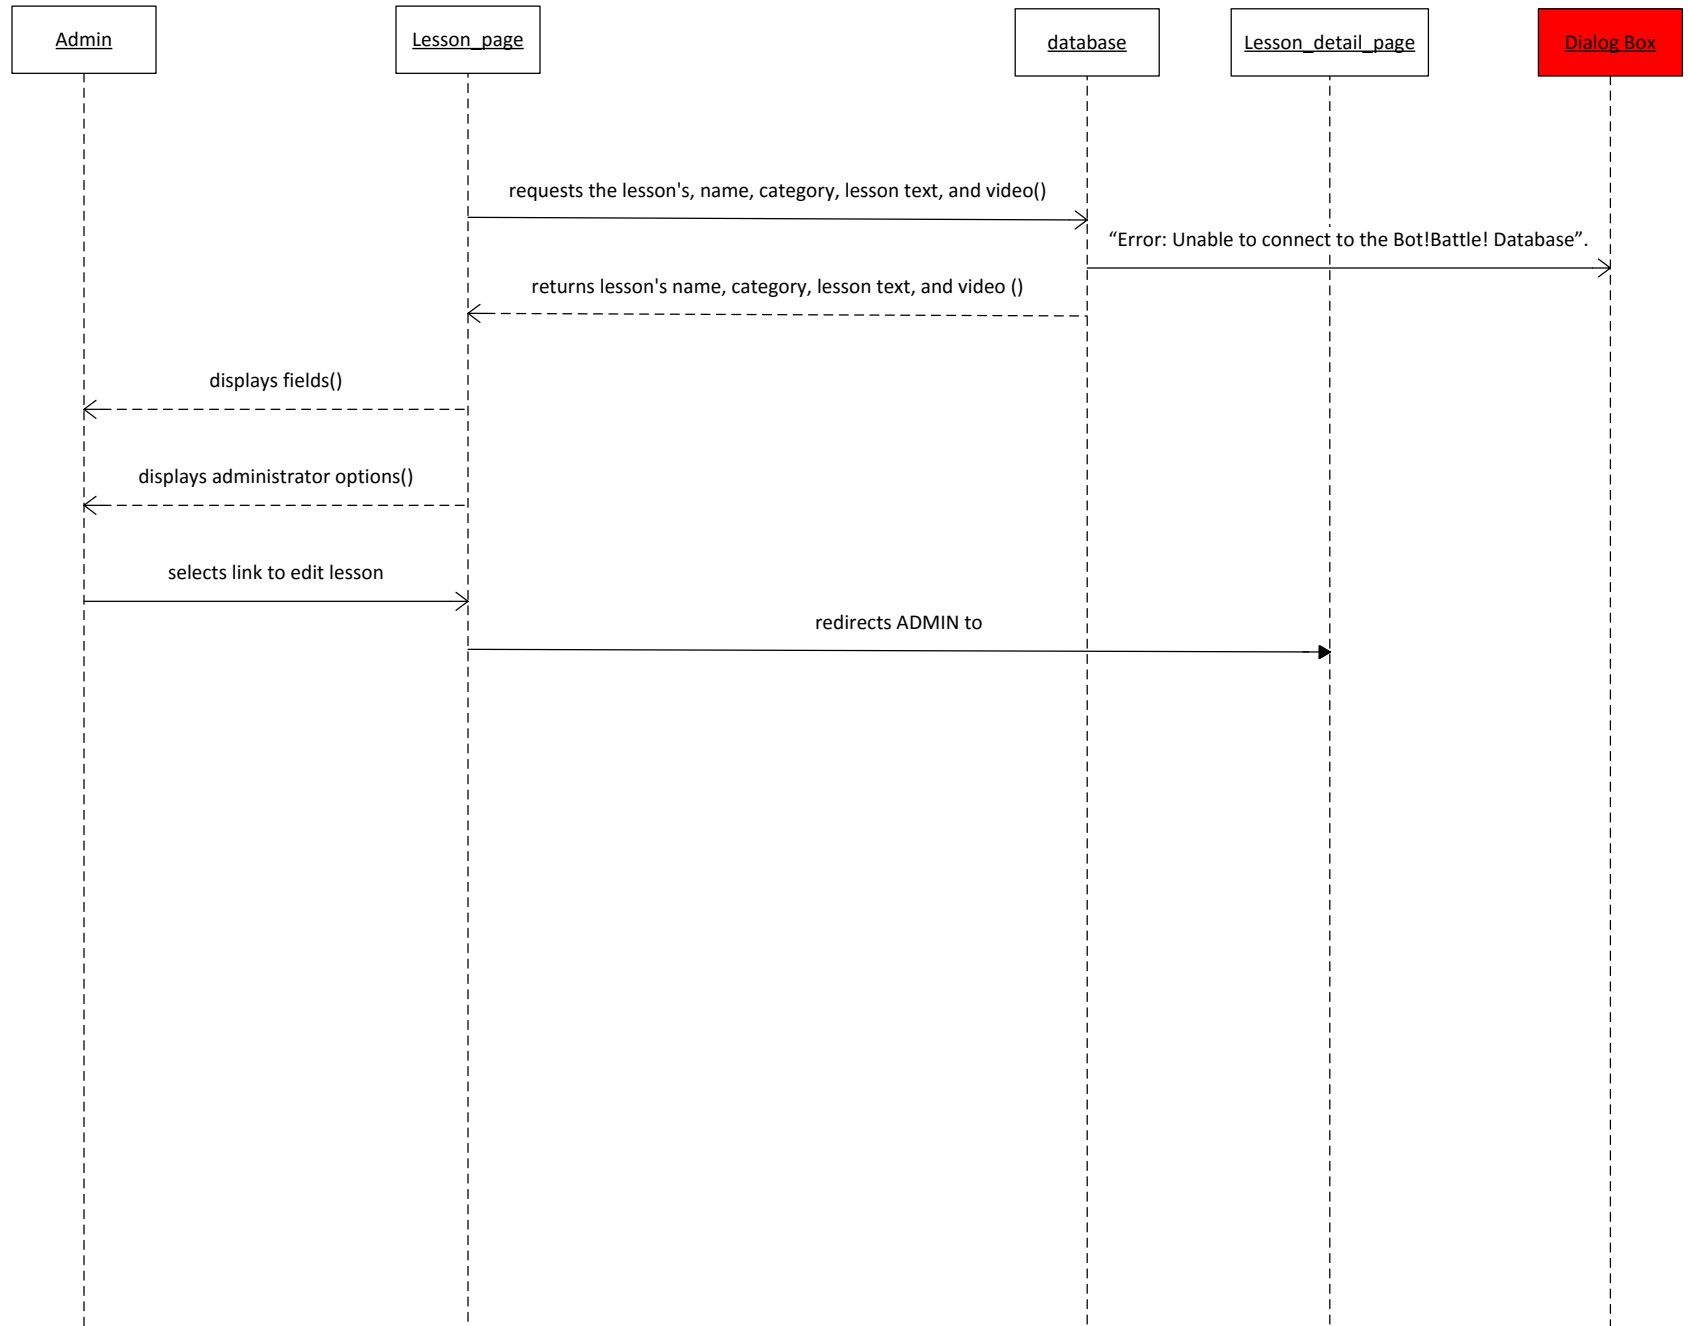 Admin
Lesson_page
database
Lesson_detail_page
Dialog Box
requests the lesson's, name, category, lesson text, and video()
“Error: Unable to connect to the Bot!Battle! Database”.
returns lesson's name, category, lesson text, and video ()
displays fields()
displays administrator options()
selects link to edit lesson
redirects ADMIN to